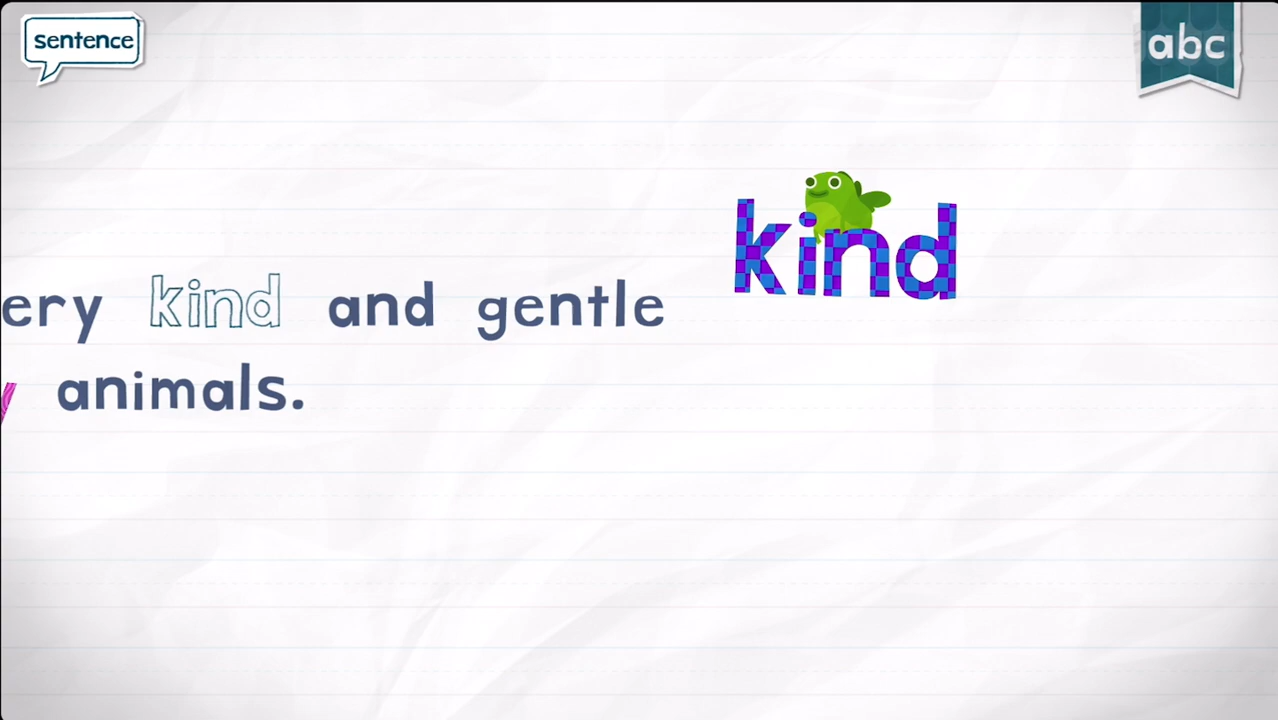 sentence
abc
kind
ery kind and gentle
animals.